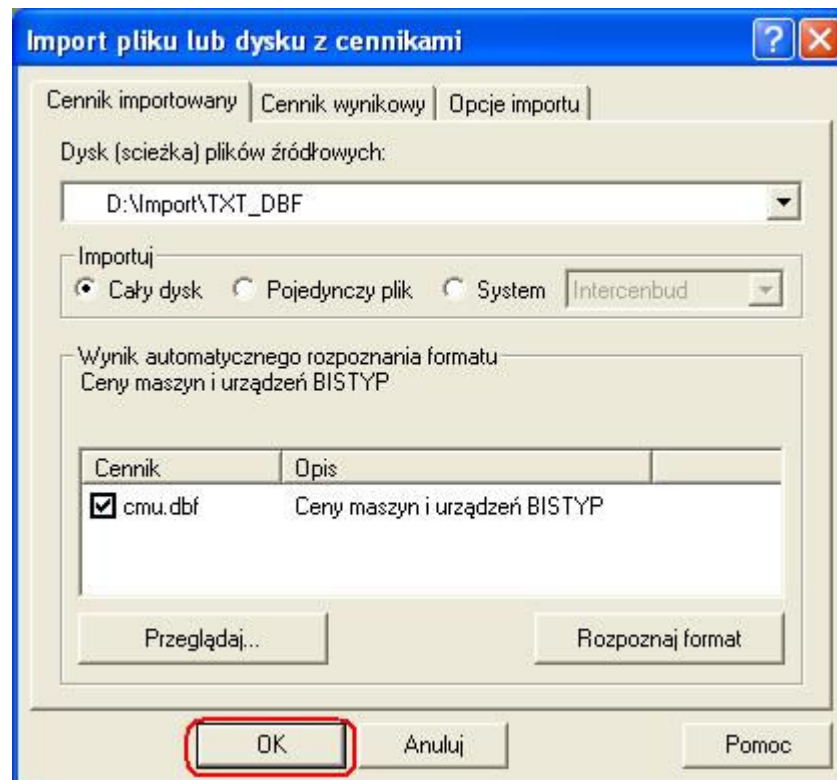 Import pliku lub dysku z cennikami
Cennik importowany Cennik wynikowy Opcje importu
Dysk (scieżka) plików źródłowych:
D:\Import\TXT_DBF
Importuj
Cały dysk Pojedynczy plik System Intercenbud
Wynik automatycznego rozpoznania formatu
Ceny maszyn i urządzeń BISTYP
Cennik Opis
cmu.dbf Ceny maszyn i urządzeń BISTYP
Przeglądaj... Rozpoznaj format
OK Anuluj Pomoc